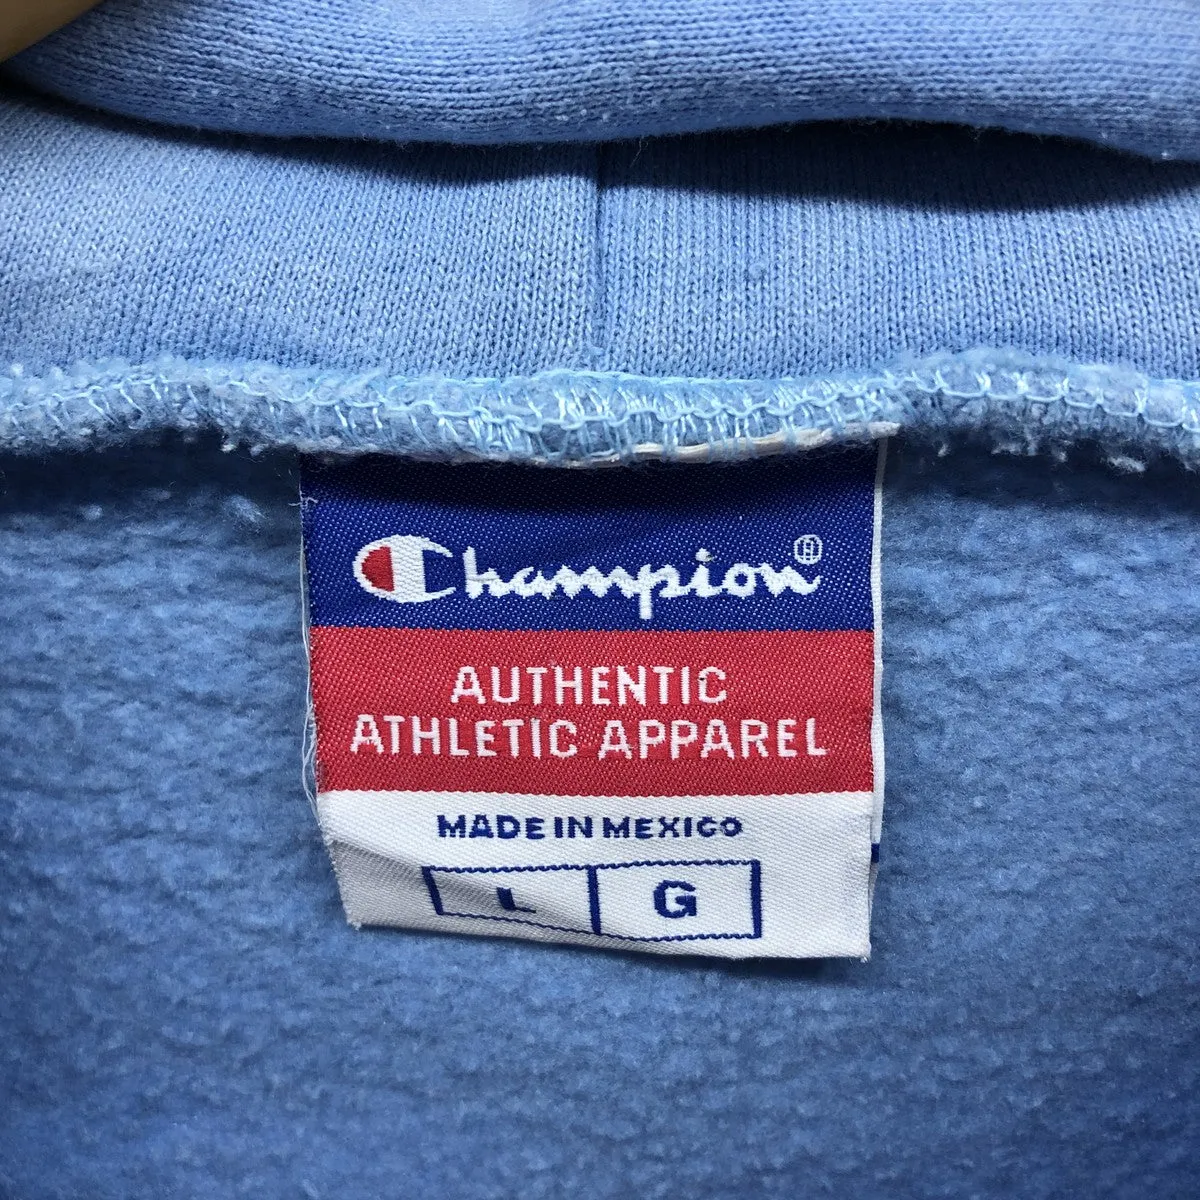 Champion®
AUTHENTIC
ATHLETIC APPAREL
MADE IN MEXICO
L G